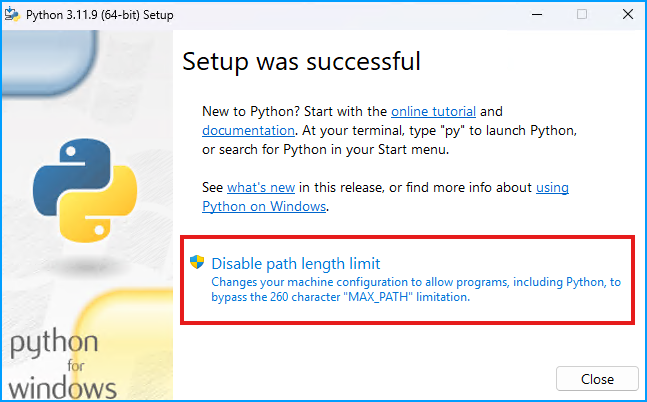 Python 3.11.9 (64-bit) Setup
Setup was successful
New to Python? Start with the online tutorial and
documentation. At your terminal, type "py" to launch Python,
or search for Python in your Start menu.
See what's new in this release, or find more info about using
Python on Windows.
Disable path length limit
Changes your machine configuration to allow programs, including Python, to
bypass the 260 character "MAX_PATH" limitation.
python
for
windows
Close